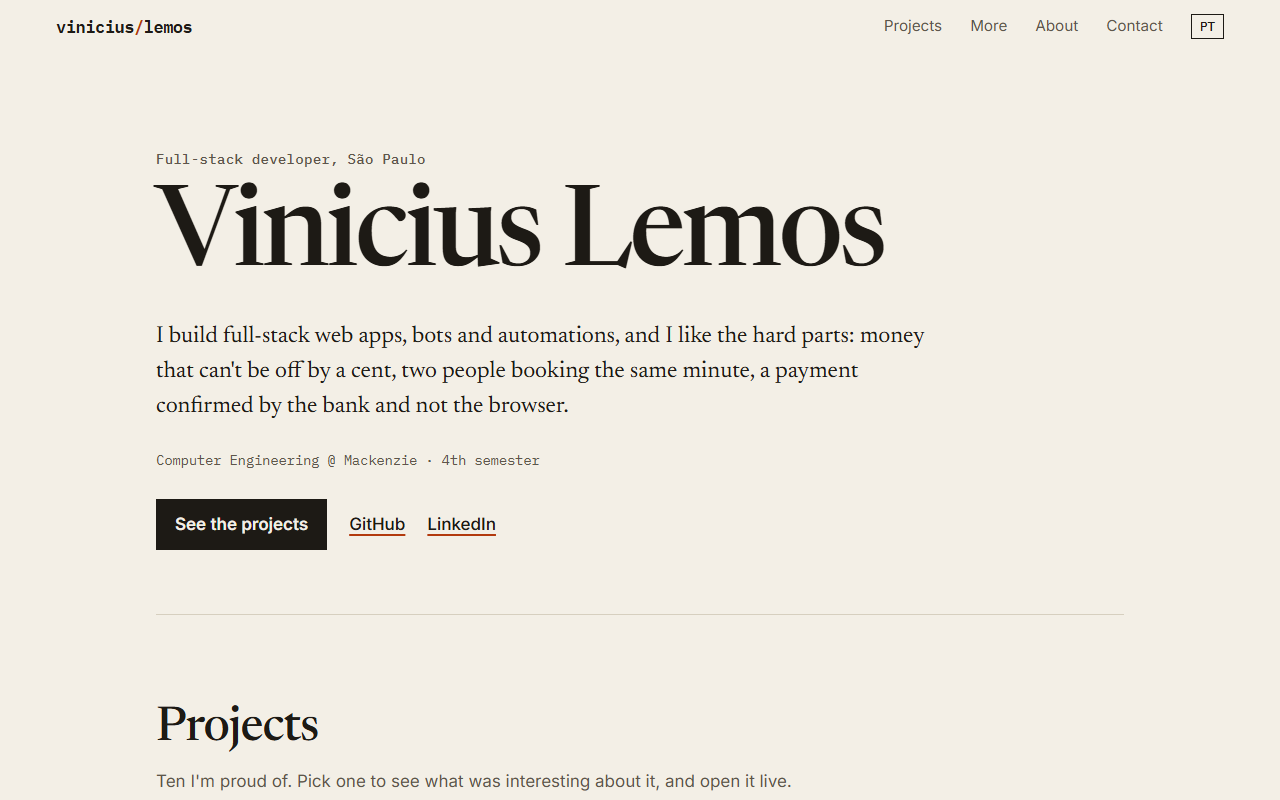 vinicius/lemos
Projects
More
About
Contact
PT
Full-stack developer, São Paulo
Vinicius Lemos
I build full-stack web apps, bots and automations, and I like the hard parts: money
that can't be off by a cent, two people booking the same minute, a payment
confirmed by the bank and not the browser.
Computer Engineering @ Mackenzie · 4th semester
See the projects
GitHub
LinkedIn
Projects
Ten I'm proud of. Pick one to see what was interesting about it, and open it live.